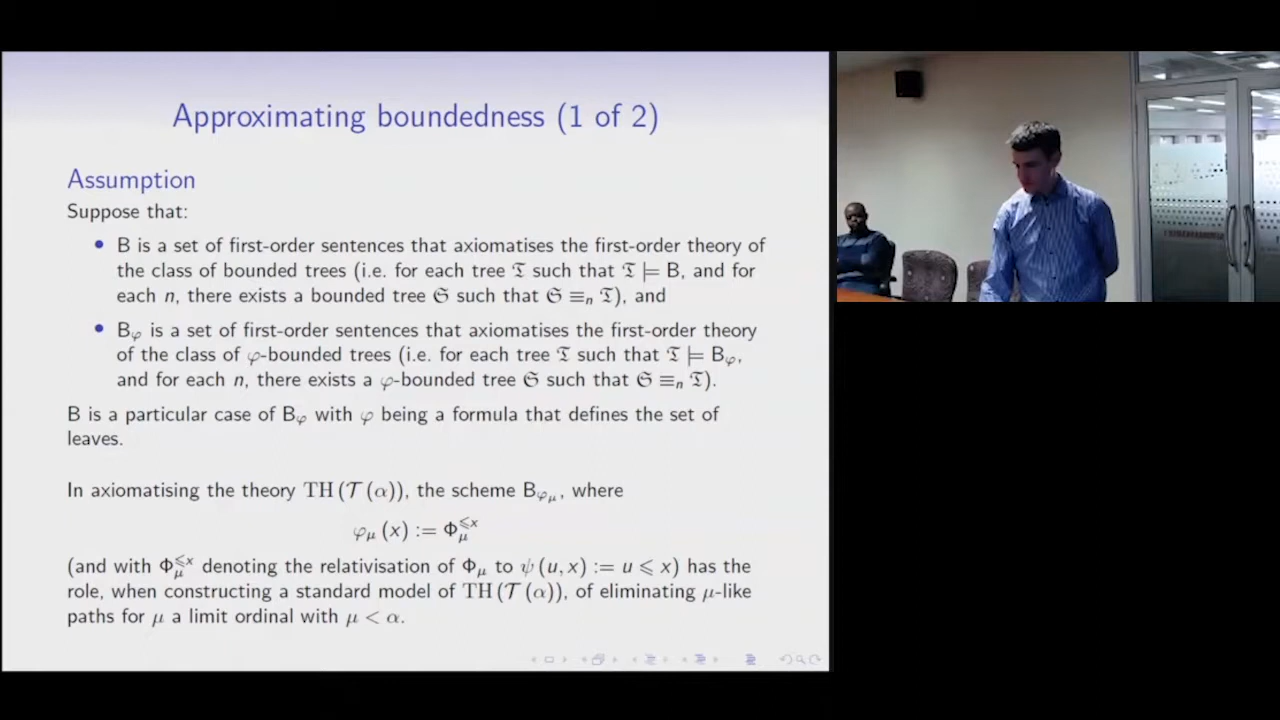 Approximating boundedness (1 of 2)
Assumption
Suppose that:
• B is a set of first-order sentences that axiomatises the first-order theory of
the class of bounded trees (i.e. for each tree 𝔗 such that 𝔗 ⊨ B, and for
each n, there exists a bounded tree 𝔖 such that 𝔖 ≡ₙ 𝔗), and
• B_φ is a set of first-order sentences that axiomatises the first-order theory
of the class of φ-bounded trees (i.e. for each tree 𝔗 such that 𝔗 ⊨ B_φ,
and for each n, there exists a φ-bounded tree 𝔖 such that 𝔖 ≡ₙ 𝔗).
B is a particular case of B_φ with φ being a formula that defines the set of
leaves.
In axiomatising the theory TH(𝒯(α)), the scheme B_{φ_μ}, where
φ_μ(x) := Φ_μ^{⩽x}
(and with Φ_μ^{⩽x} denoting the relativisation of Φ_μ to ψ(u, x) := u ⩽ x) has the
role, when constructing a standard model of TH(𝒯(α)), of eliminating μ-like
paths for μ a limit ordinal with μ < α.